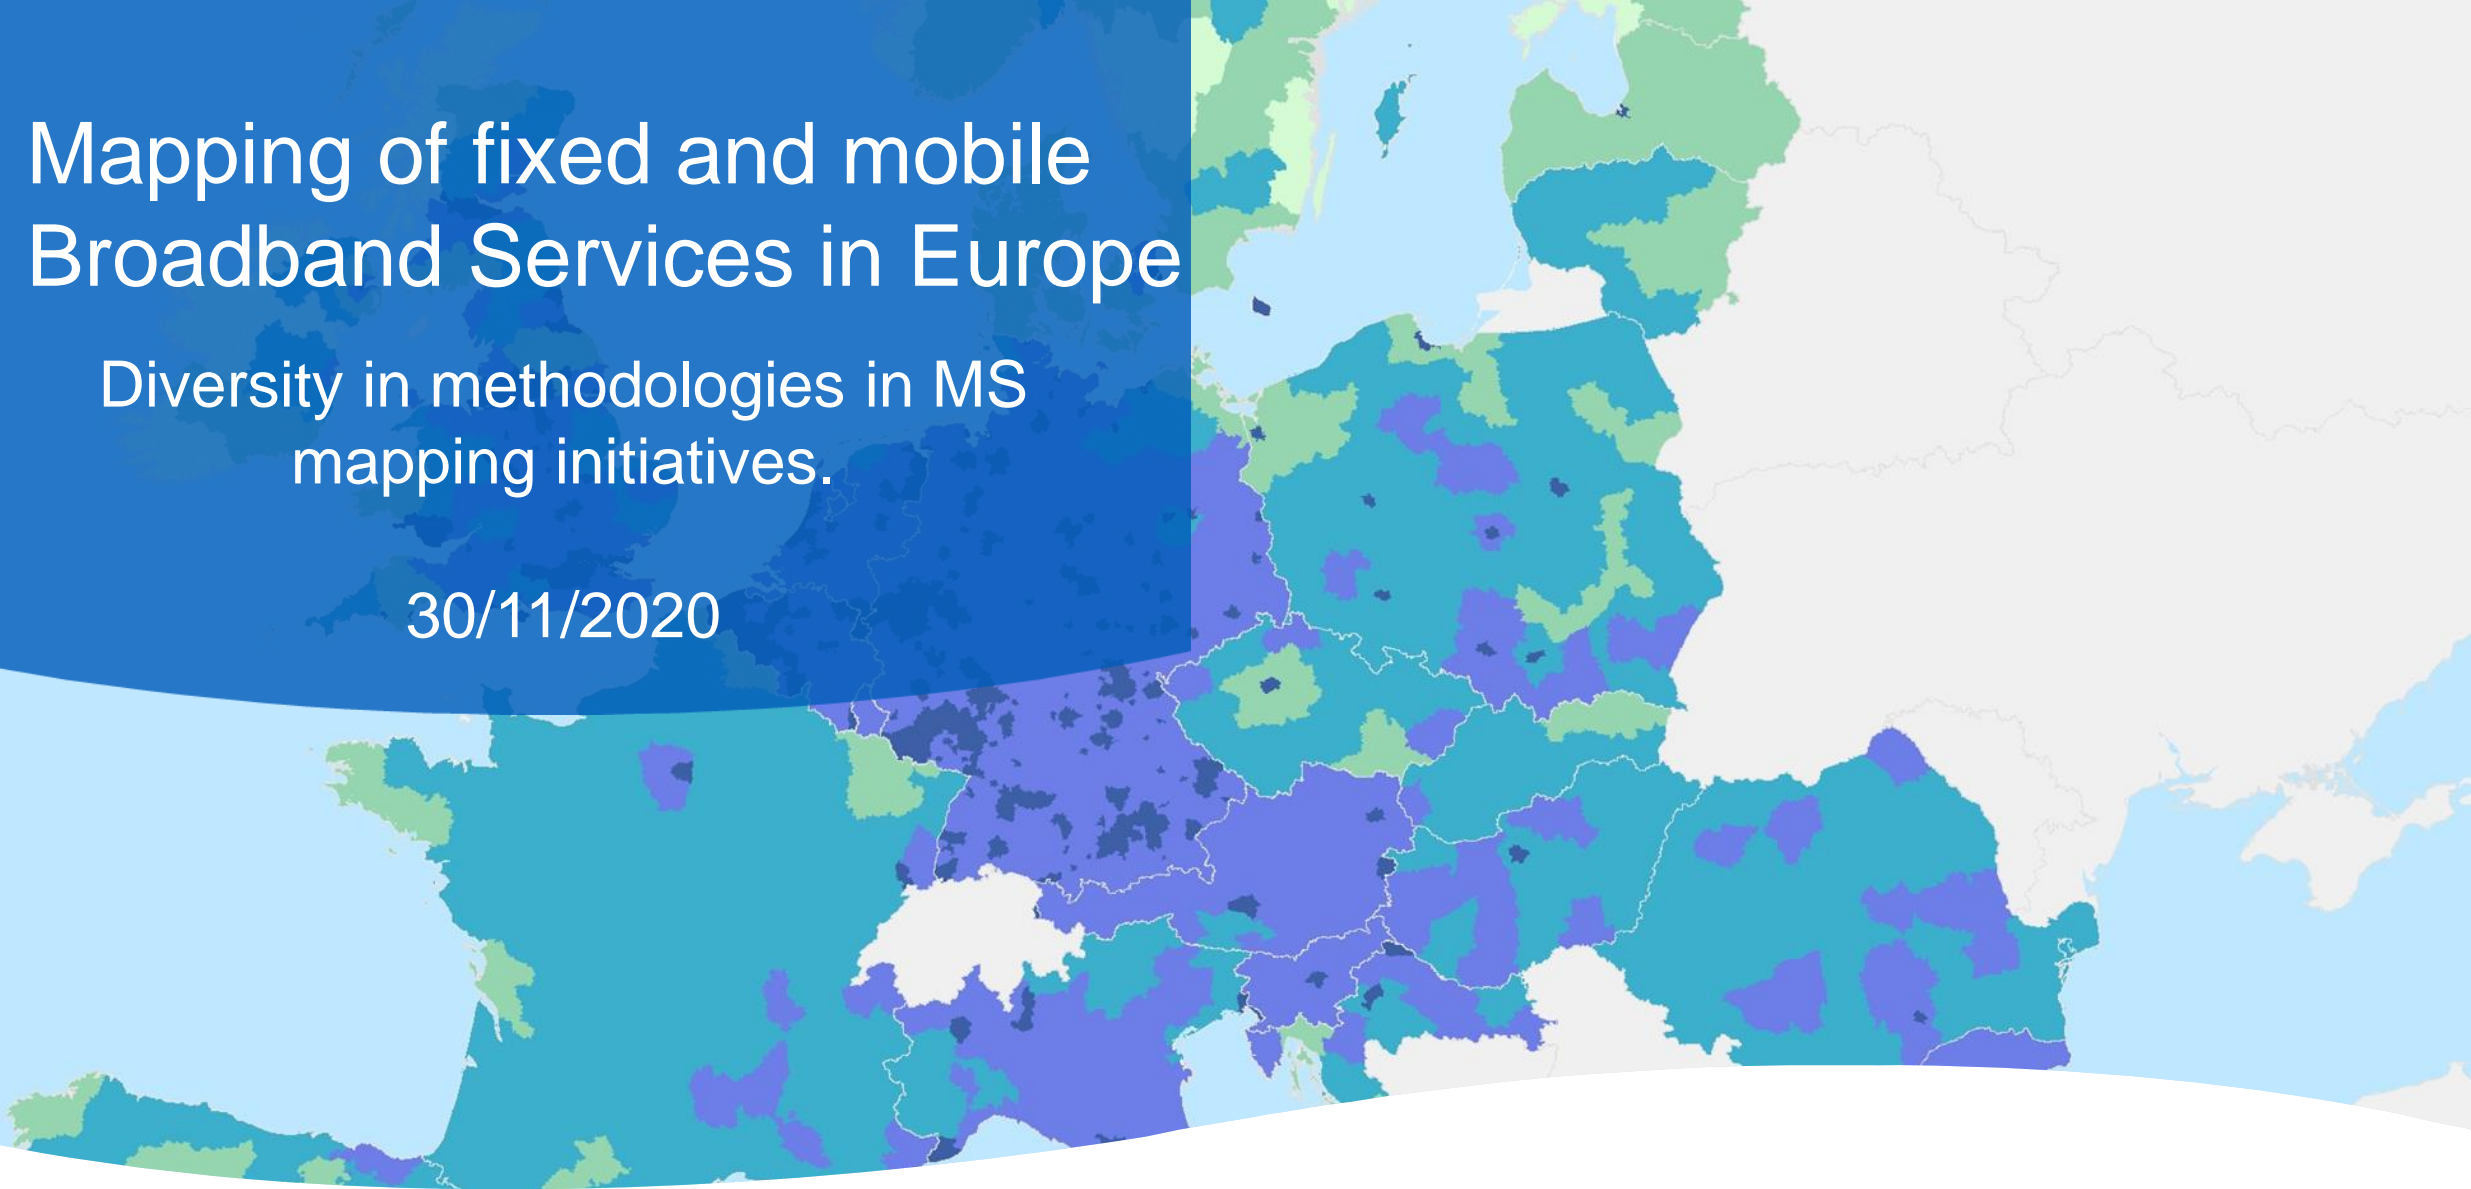 Mapping of fixed and mobile
Broadband Services in Europe
Diversity in methodologies in MS
mapping initiatives.
30/11/2020